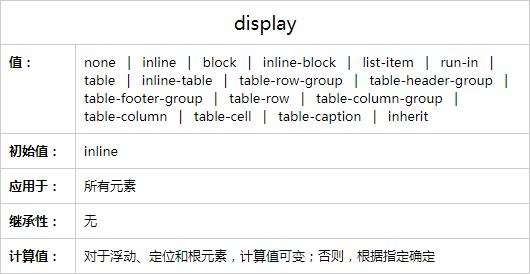 display
值： none | inline | block | inline-block | list-item | run-in |
table | inline-table | table-row-group | table-header-group |
table-footer-group | table-row | table-column-group |
table-column | table-cell | table-caption | inherit
初始值： inline
应用于： 所有元素
继承性： 无
计算值： 对于浮动、定位和根元素，计算值可变；否则，根据指定确定